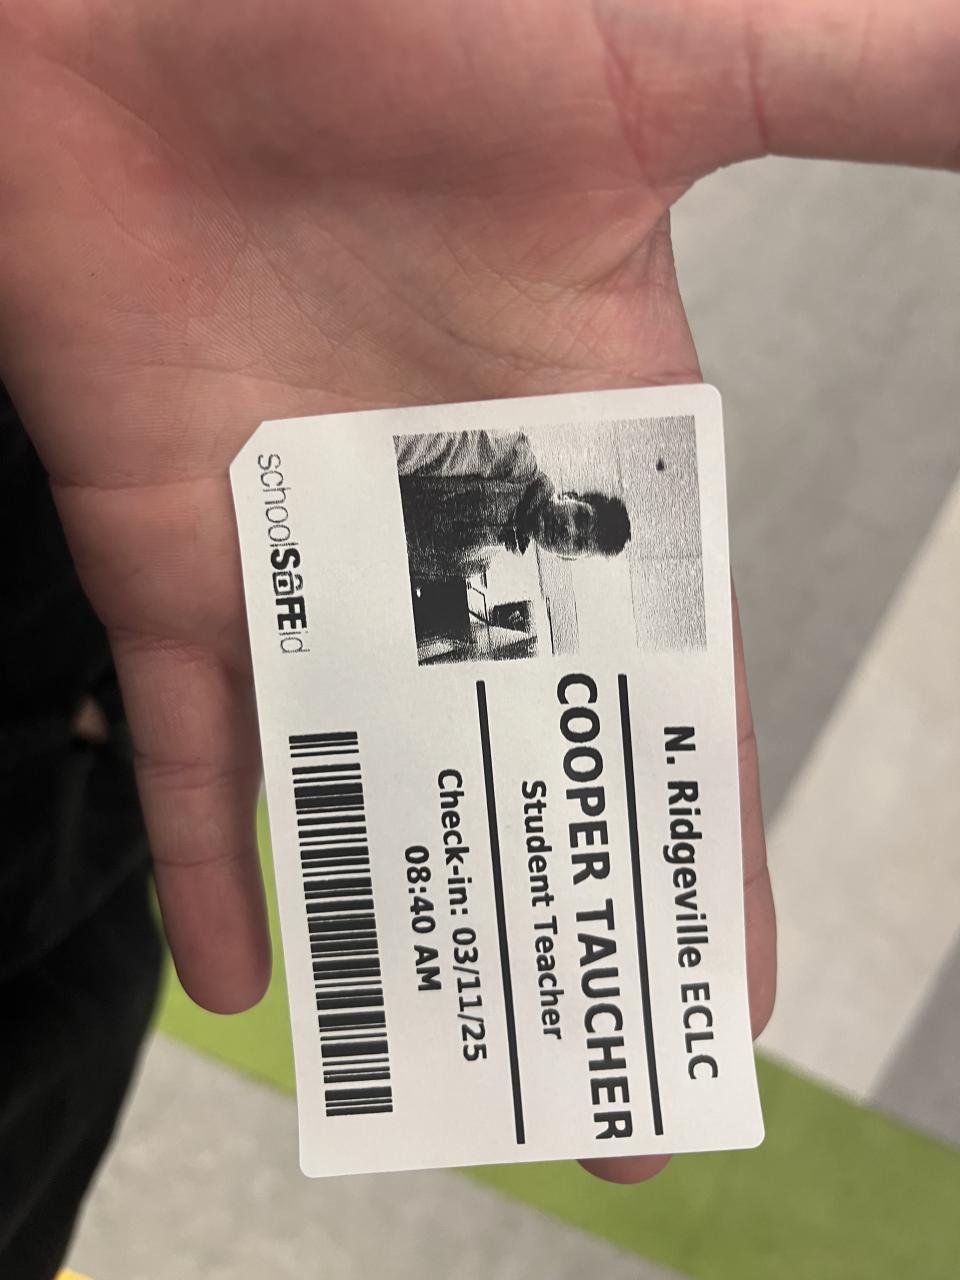 N. Ridgeville ECLC
COOPER TAUCHER
Student Teacher
Check-in: 03/11/25
08:40 AM
schoolSAFEid